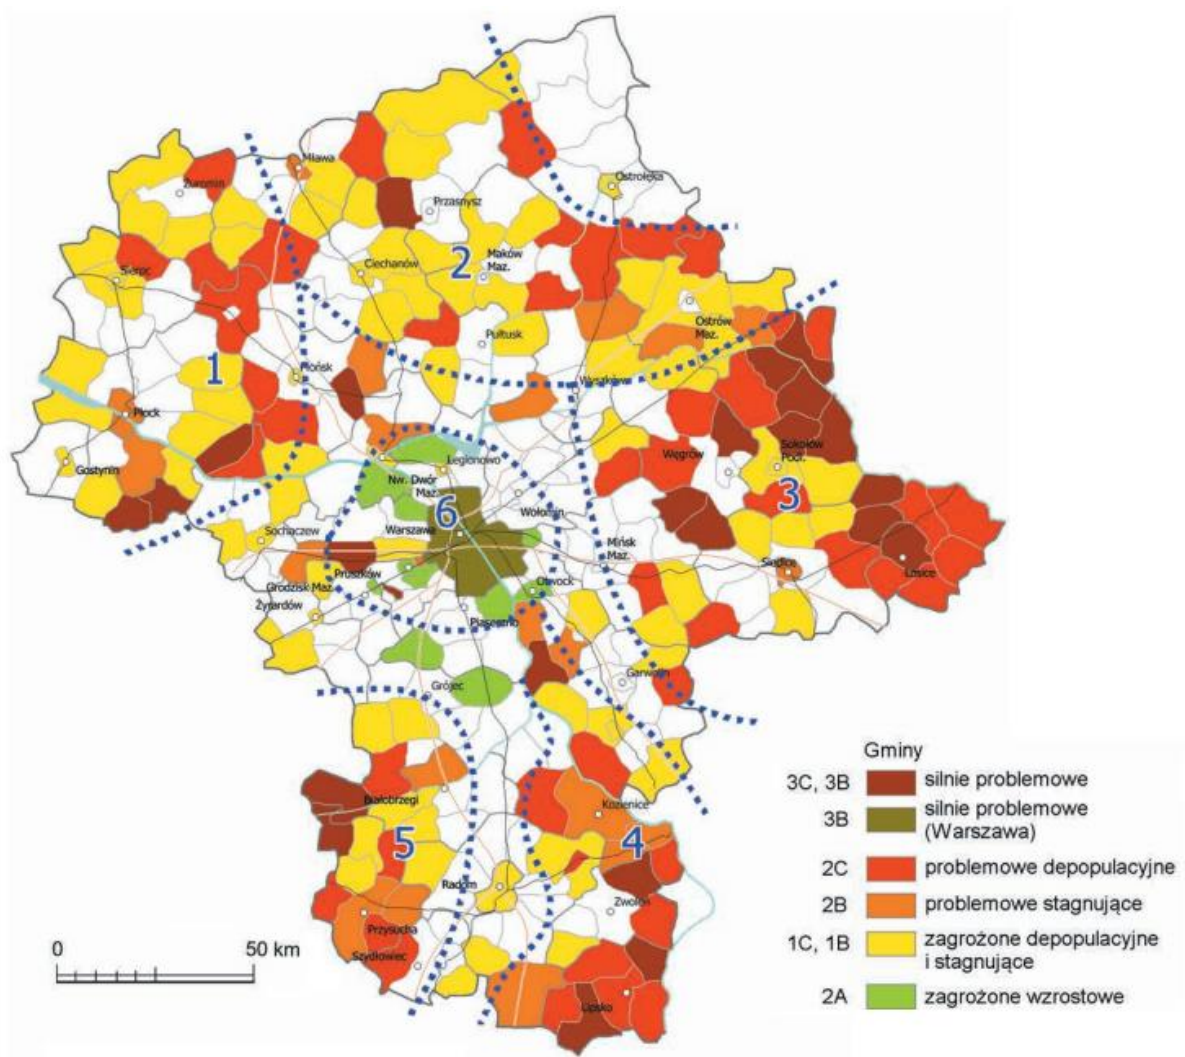 Mława
Ostrołęka
Żuromin
Przasnysz
2
Maków
Maz.
Ciechanów
Sierpc
Ostrów
Maz.
Pułtusk
1
Płońsk
Wyszków
Płock
Sokołów
Podl.
Węgrów
Gostynin
Legionowo
Nw. Dwór
Maz.
3
6
Wołomin
Sochaczew
Warszawa
Mińsk
Maz.
Siedlce
Łosice
Pruszków
Grodzisk Maz.
Otwock
Żyrardów
Piaseczno
Garwolin
Grójec
Białobrzegi
Kozienice
5
4
Radom
Zwoleń
Przysucha
Szydłowiec
Lipsko
0 50 km
Gminy
3C, 3B silnie problemowe
3B silnie problemowe
(Warszawa)
2C problemowe depopulacyjne
2B problemowe stagnujące
1C, 1B zagrożone depopulacyjne
i stagnujące
2A zagrożone wzrostowe